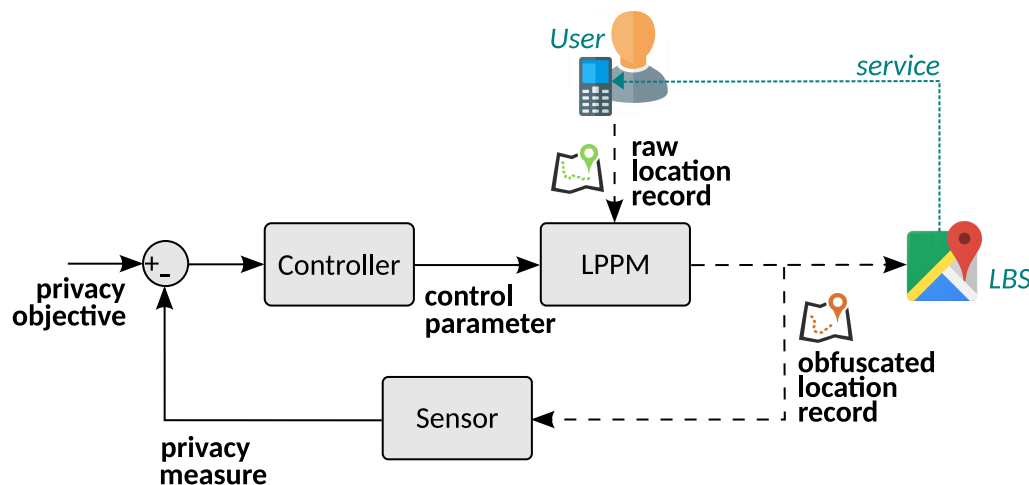 User
service
raw
location
record
+
-
Controller
LPPM
LBS
privacy
objective
control
parameter
obfuscated
location
record
Sensor
privacy
measure